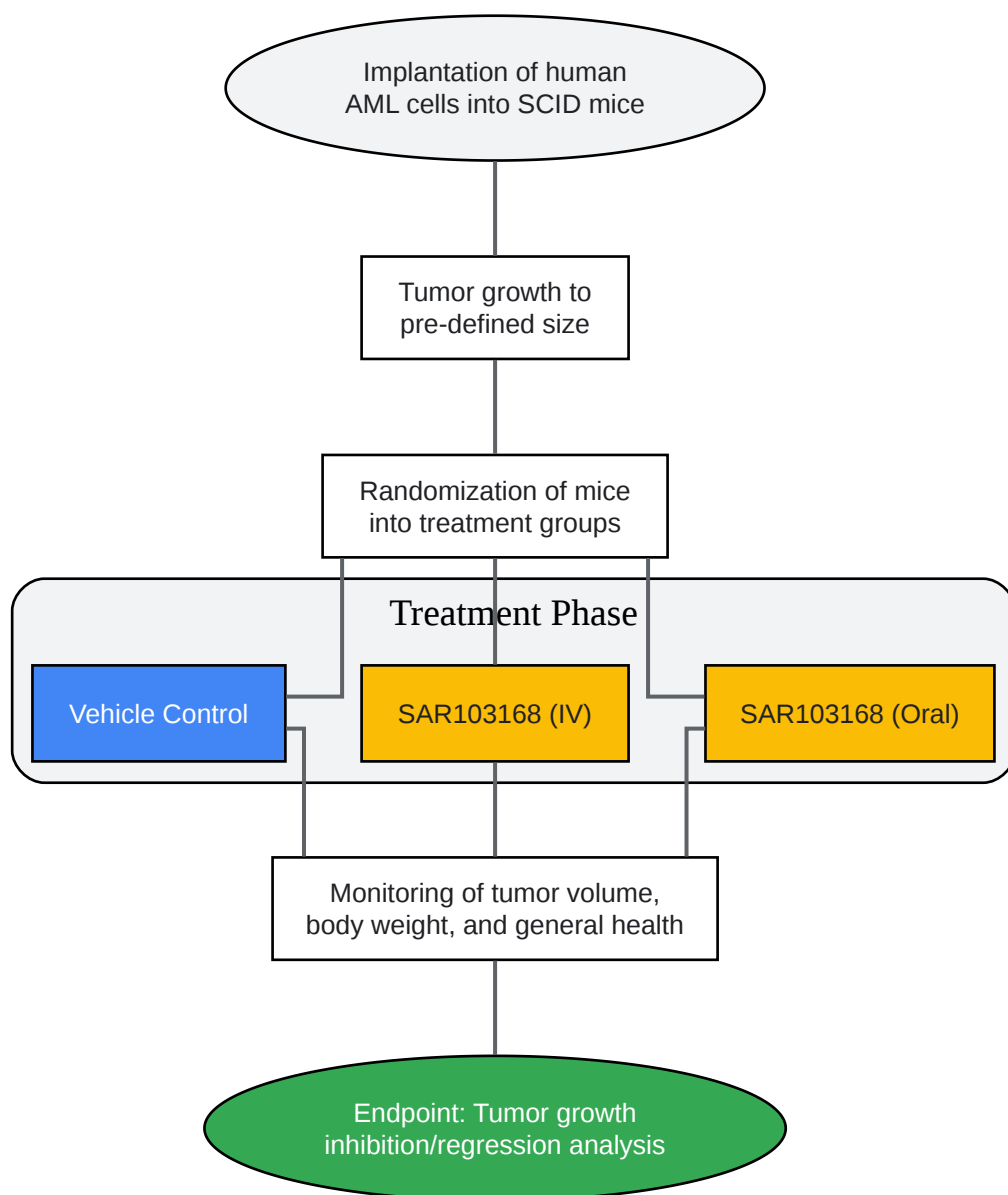 Implantation of human
AML cells into SCID mice
Tumor growth to
pre-defined size
Randomization of mice
into treatment groups
Treatment Phase
Vehicle Control
SAR103168 (IV)
SAR103168 (Oral)
Monitoring of tumor volume,
body weight, and general health
Endpoint: Tumor growth
inhibition/regression analysis